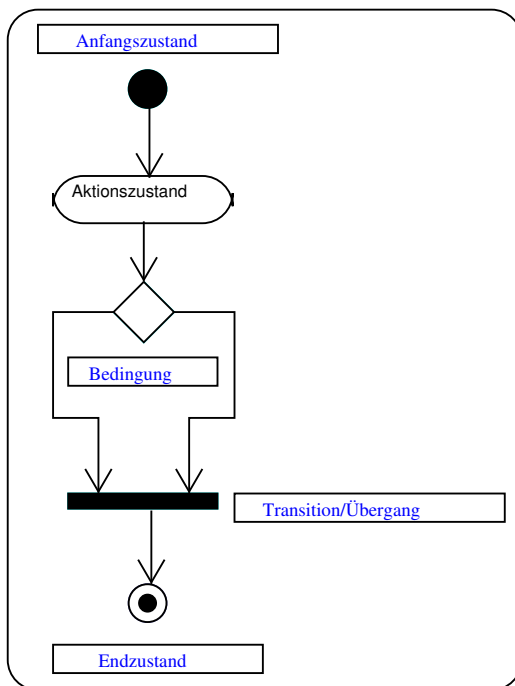 Anfangszustand
Aktionszustand
Bedingung
Transition/Übergang
Endzustand